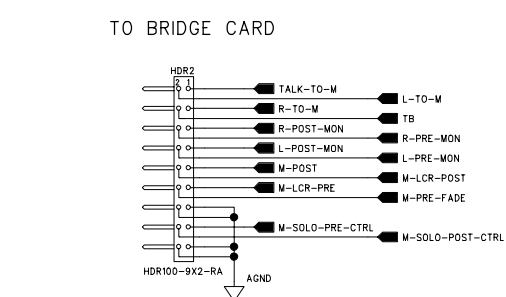 TO BRIDGE CARD
HDR2
2 1
TALK-TO-M
L-TO-M
R-TO-M
TB
R-POST-MON
R-PRE-MON
L-POST-MON
L-PRE-MON
M-POST
M-LCR-POST
M-LCR-PRE
M-PRE-FADE
M-SOLO-PRE-CTRL
M-SOLO-POST-CTRL
HDR100-9X2-RA
AGND